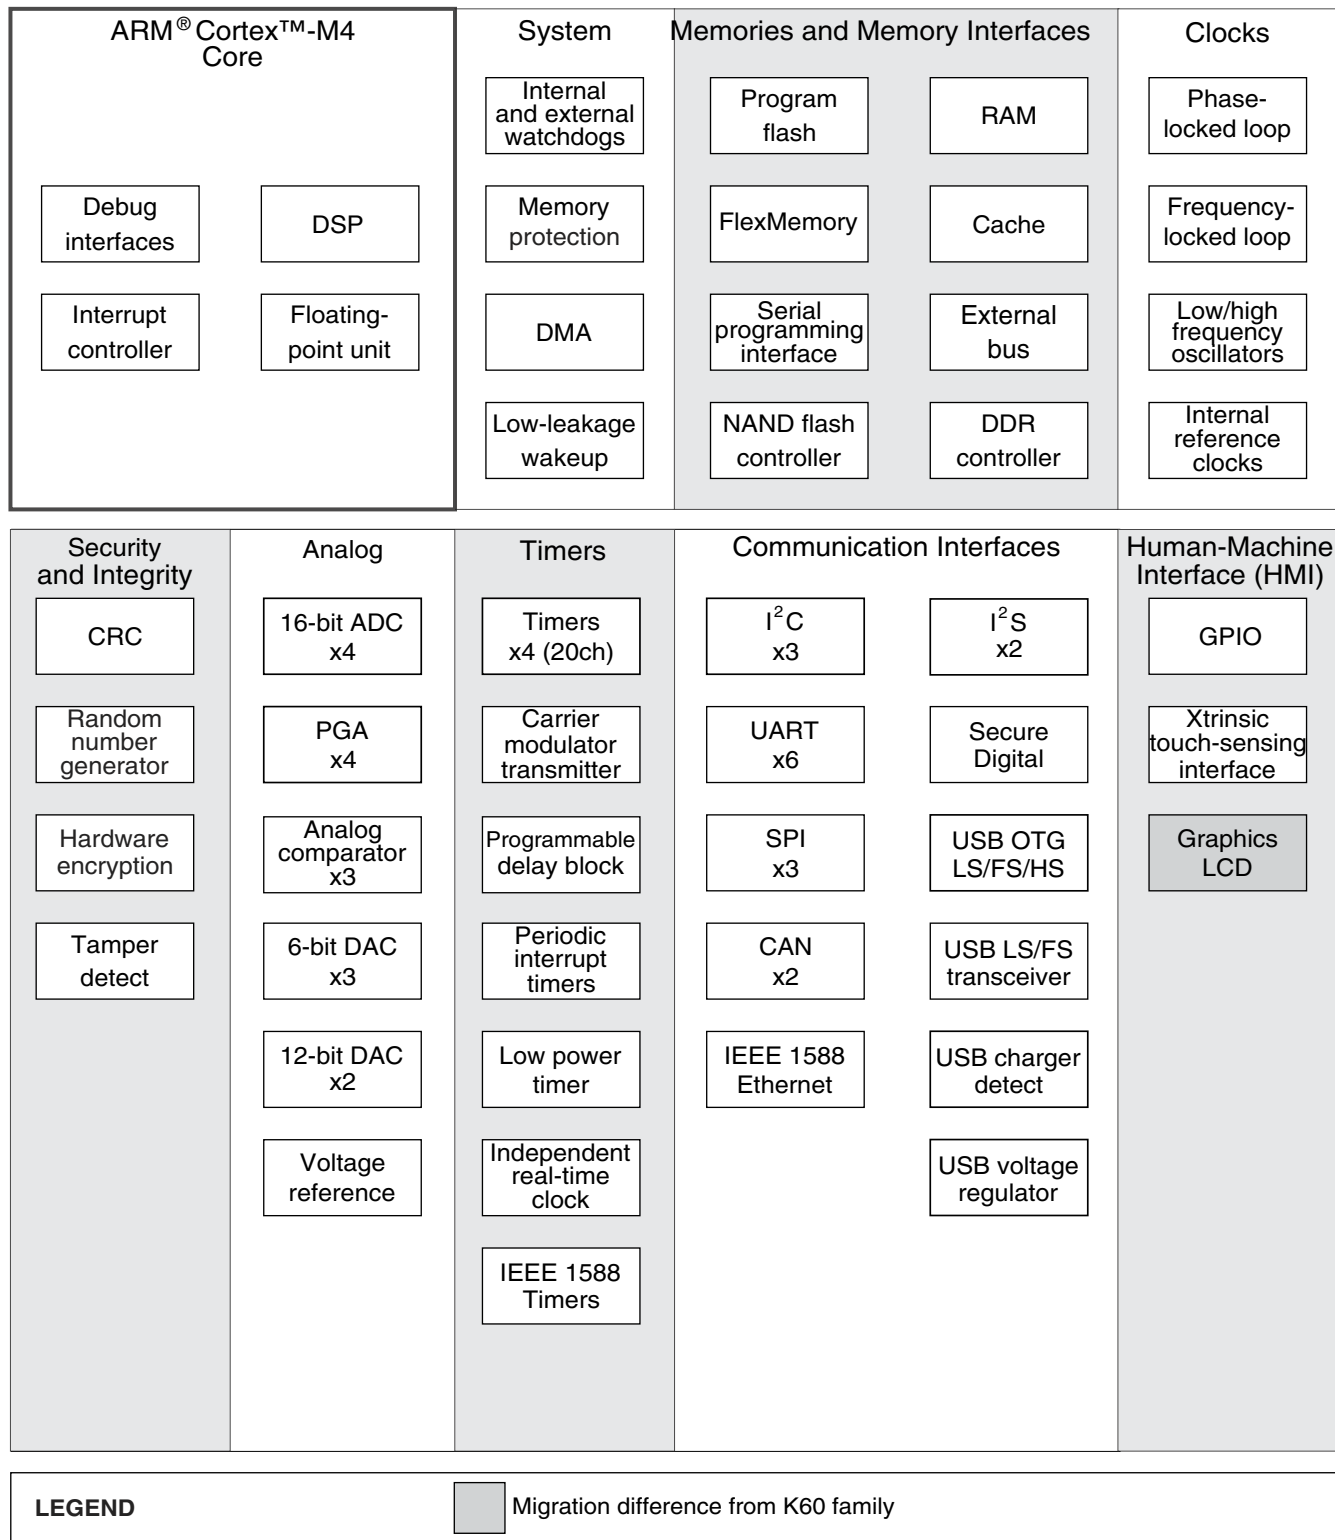 ARM® Cortex™-M4
Core
Debug
interfaces
DSP
Interrupt
controller
Floating-
point unit
System
Internal
and external
watchdogs
Memory
protection
DMA
Low-leakage
wakeup
Memories and Memory Interfaces
Program
flash
RAM
FlexMemory
Cache
Serial
programming
interface
External
bus
NAND flash
controller
DDR
controller
Clocks
Phase-
locked loop
Frequency-
locked loop
Low/high
frequency
oscillators
Internal
reference
clocks
Security
and Integrity
CRC
Random
number
generator
Hardware
encryption
Tamper
detect
Analog
16-bit ADC
x4
PGA
x4
Analog
comparator
x3
6-bit DAC
x3
12-bit DAC
x2
Voltage
reference
Timers
Timers
x4 (20ch)
Carrier
modulator
transmitter
Programmable
delay block
Periodic
interrupt
timers
Low power
timer
Independent
real-time
clock
IEEE 1588
Timers
Communication Interfaces
I²C
x3
I²S
x2
UART
x6
Secure
Digital
SPI
x3
USB OTG
LS/FS/HS
CAN
x2
USB LS/FS
transceiver
IEEE 1588
Ethernet
USB charger
detect
USB voltage
regulator
Human-Machine
Interface (HMI)
GPIO
Xtrinsic
touch-sensing
interface
Graphics
LCD
LEGEND
Migration difference from K60 family